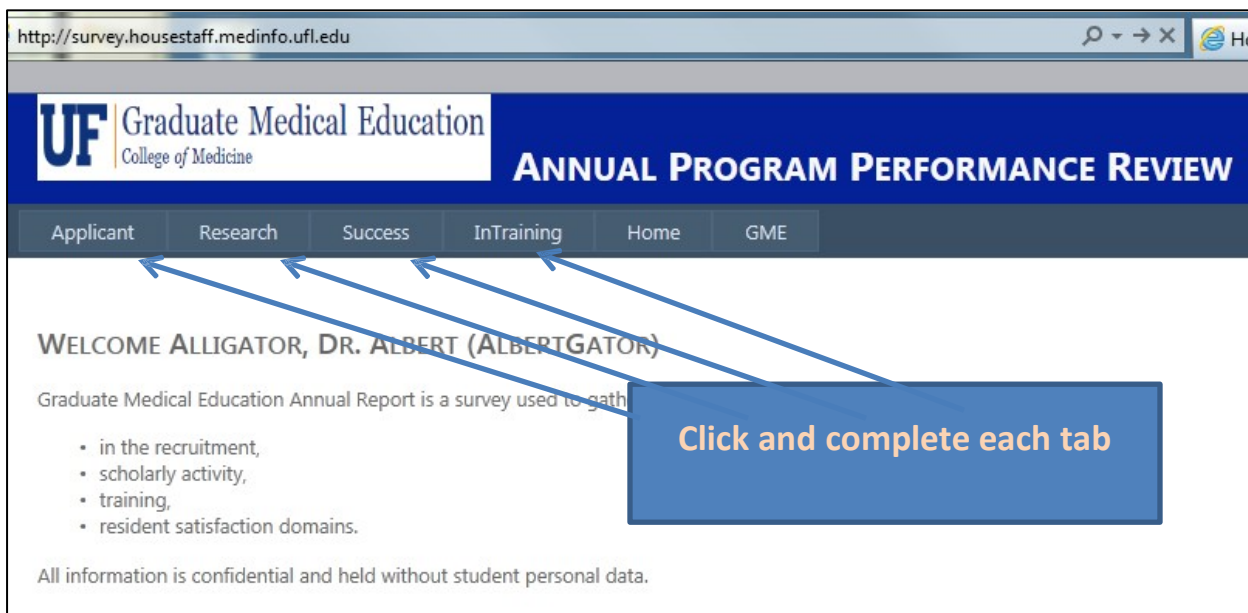 http://survey.housestaff.medinfo.ufl.edu
UF Graduate Medical Education
College of Medicine
ANNUAL PROGRAM PERFORMANCE REVIEW
Applicant Research Success InTraining Home GME
WELCOME ALLIGATOR, DR. ALBERT (ALBERTGATOR)
Graduate Medical Education Annual Report is a survey used to
Click and complete each tab
• in the recruitment,
• scholarly activity,
• training,
• resident satisfaction domains.
All information is confidential and held without student personal data.